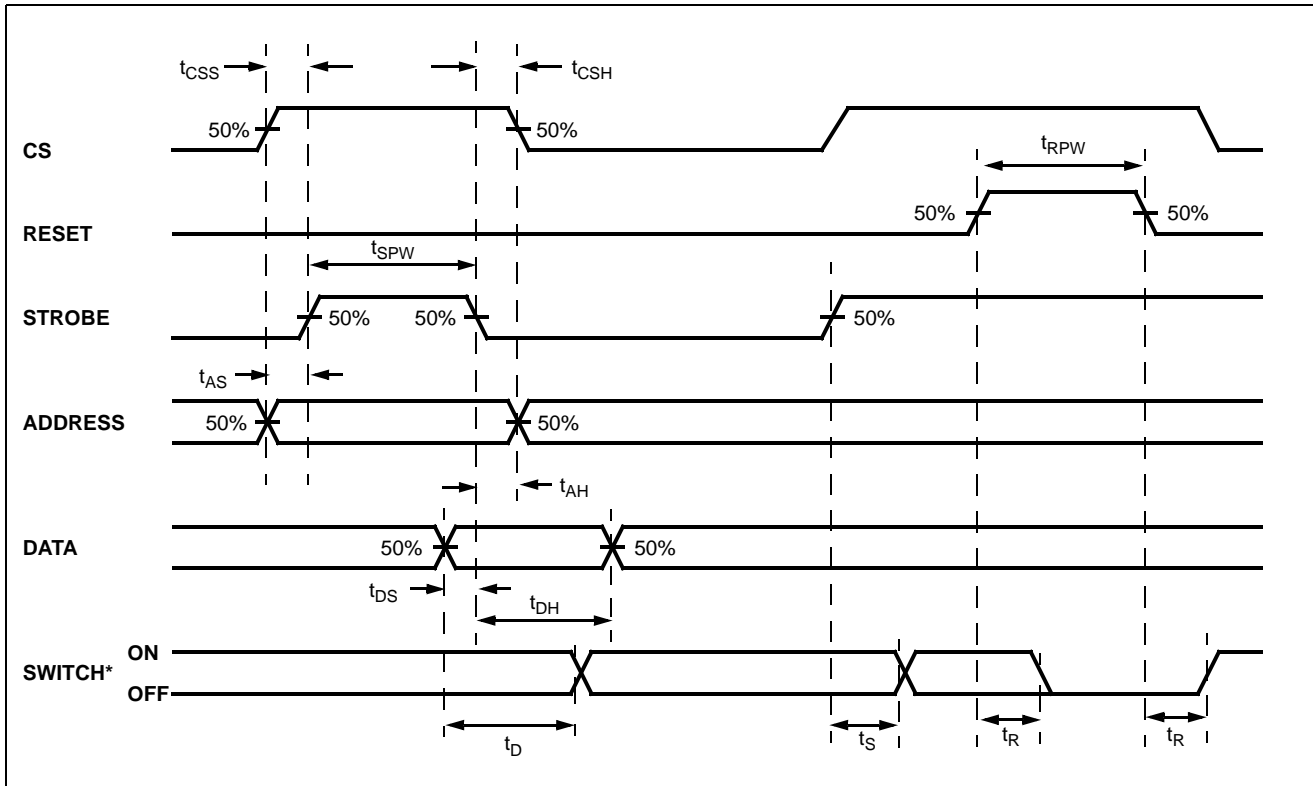 tCSS
tCSH
50%
50%
CS
tRPW
50%
50%
RESET
tSPW
50%
50%
50%
STROBE
tAS
50%
50%
ADDRESS
tAH
50%
50%
DATA
tDS
tDH
ON
SWITCH*
OFF
tD
tS
tR
tR